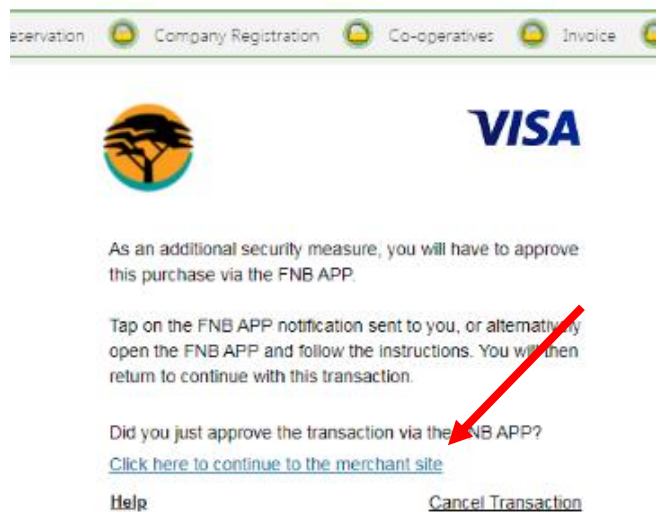 eservation Company Registration Co-operatives Invoice
VISA
As an additional security measure, you will have to approve
this purchase via the FNB APP.
Tap on the FNB APP notification sent to you, or alternatively
open the FNB APP and follow the instructions. You will then
return to continue with this transaction.
Did you just approve the transaction via the FNB APP?
Click here to continue to the merchant site
Help Cancel Transaction